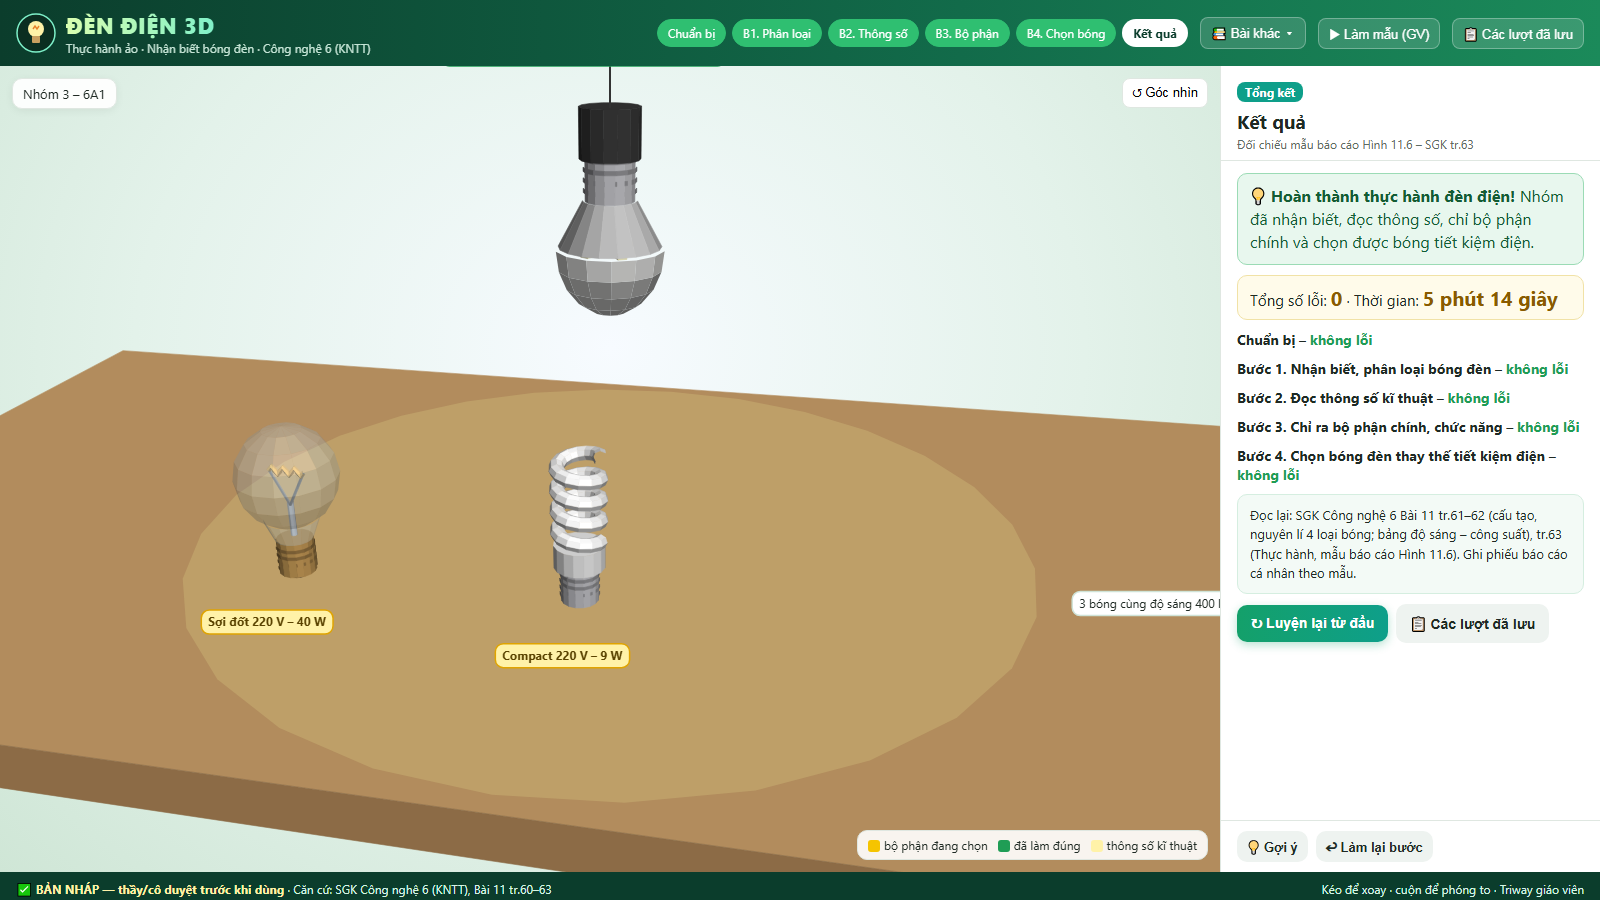 ĐÈN ĐIỆN 3D
Thực hành ảo · Nhận biết bóng đèn · Công nghệ 6 (KNTT)
Chuẩn bị
B1. Phân loại
B2. Thông số
B3. Bộ phận
B4. Chọn bóng
Kết quả
Bài khác
Làm mẫu (GV)
Các lượt đã lưu
Nhóm 3 – 6A1
Góc nhìn
Sợi đốt 220 V – 40 W
Compact 220 V – 9 W
3 bóng cùng độ sáng 400
bộ phận đang chọn
đã làm đúng
thông số kĩ thuật
Tổng kết
Kết quả
Đối chiếu mẫu báo cáo Hình 11.6 – SGK tr.63
Hoàn thành thực hành đèn điện! Nhóm
đã nhận biết, đọc thông số, chỉ bộ phận
chính và chọn được bóng tiết kiệm điện.
Tổng số lỗi: 0 · Thời gian: 5 phút 14 giây
Chuẩn bị – không lỗi
Bước 1. Nhận biết, phân loại bóng đèn – không lỗi
Bước 2. Đọc thông số kĩ thuật – không lỗi
Bước 3. Chỉ ra bộ phận chính, chức năng – không lỗi
Bước 4. Chọn bóng đèn thay thế tiết kiệm điện –
không lỗi
Đọc lại: SGK Công nghệ 6 Bài 11 tr.61–62 (cấu tạo,
nguyên lí 4 loại bóng; bảng độ sáng – công suất), tr.63
(Thực hành, mẫu báo cáo Hình 11.6). Ghi phiếu báo cáo
cá nhân theo mẫu.
Luyện lại từ đầu
Các lượt đã lưu
Gợi ý
Làm lại bước
BẢN NHÁP — thầy/cô duyệt trước khi dùng · Căn cứ: SGK Công nghệ 6 (KNTT), Bài 11 tr.60–63
Kéo để xoay · cuộn để phóng to · Triway giáo viên